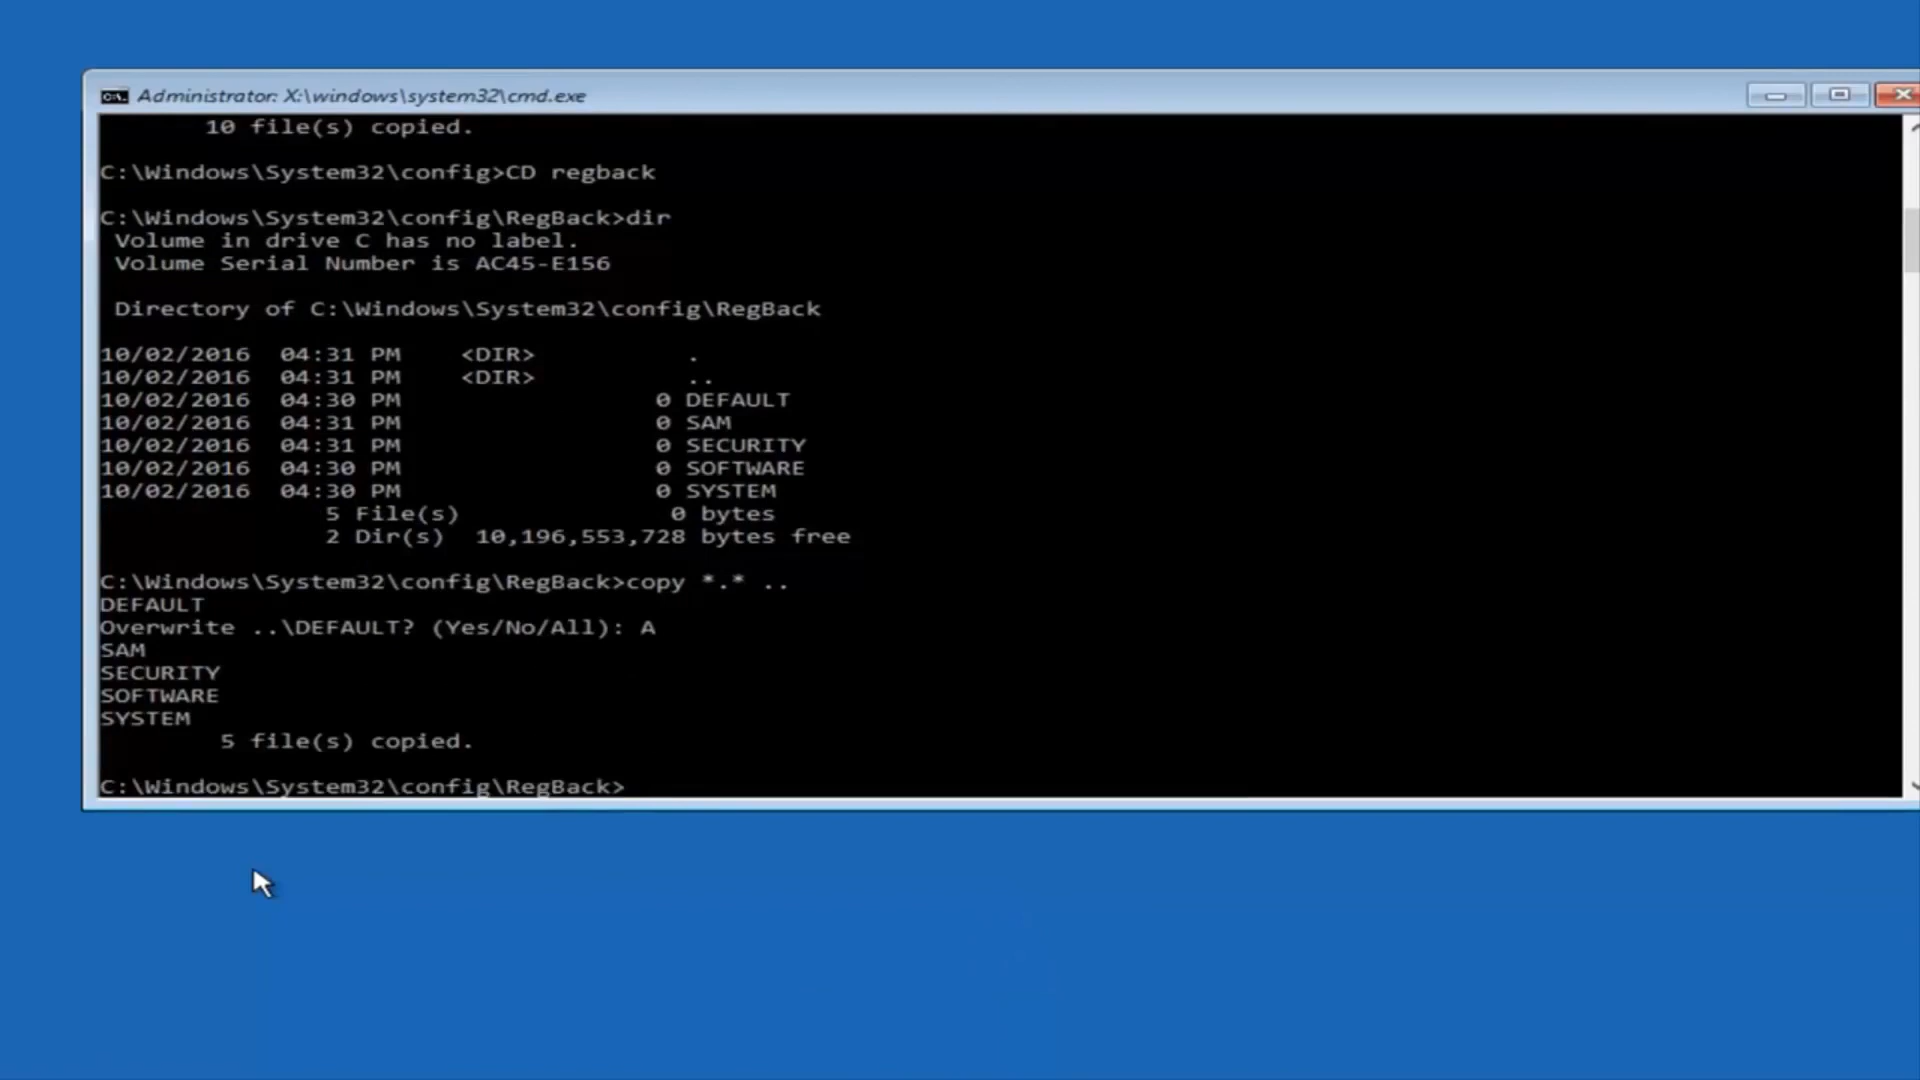 Administrator: X:\windows\system32\cmd.exe
10 file(s) copied.
C:\Windows\System32\config>CD regback
C:\Windows\System32\config\RegBack>dir
Volume in drive C has no label.
Volume Serial Number is AC45-E156
Directory of C:\Windows\System32\config\RegBack
10/02/2016 04:31 PM <DIR> .
10/02/2016 04:31 PM <DIR> ..
10/02/2016 04:30 PM 0 DEFAULT
10/02/2016 04:31 PM 0 SAM
10/02/2016 04:31 PM 0 SECURITY
10/02/2016 04:30 PM 0 SOFTWARE
10/02/2016 04:30 PM 0 SYSTEM
5 File(s) 0 bytes
2 Dir(s) 10,196,553,728 bytes free
C:\Windows\System32\config\RegBack>copy *.* ..
DEFAULT
Overwrite ..\DEFAULT? (Yes/No/All): A
SAM
SECURITY
SOFTWARE
SYSTEM
5 file(s) copied.
C:\Windows\System32\config\RegBack>